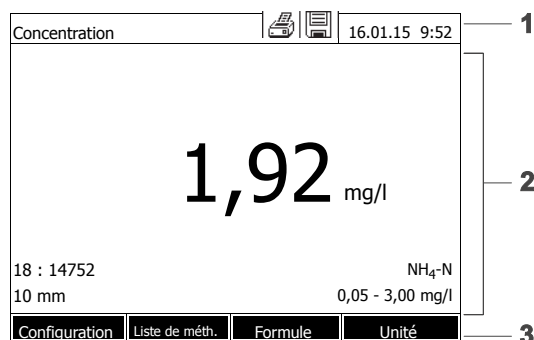 Concentration 16.01.15 9:52 1
2
1,92 mg/l
18 : 14752 NH₄-N
10 mm 0,05 - 3,00 mg/l
Configuration Liste de méth. Formule Unité 3